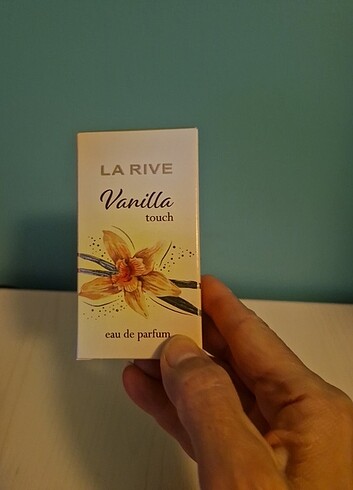 LA RIVE
Vanilla
touch
eau de parfum